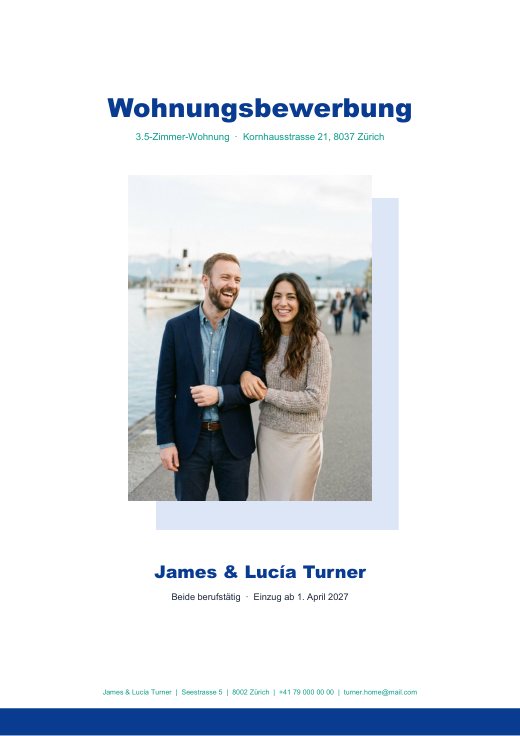 Wohnungsbewerbung
3.5-Zimmer-Wohnung · Kornhausstrasse 21, 8037 Zürich
James & Lucía Turner
Beide berufstätig · Einzug ab 1. April 2027
James & Lucía Turner | Seestrasse 5 | 8002 Zürich | +41 79 000 00 00 | turner.home@mail.com